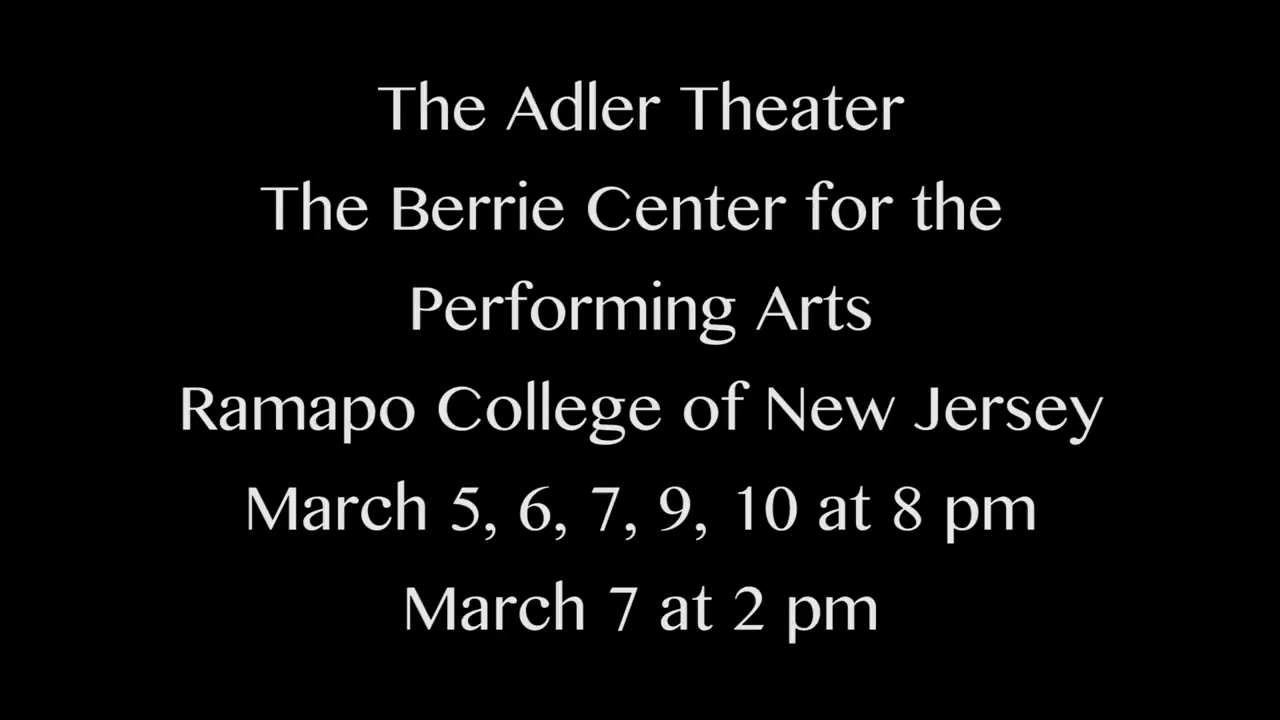 The Adler Theater
The Berrie Center for the
Performing Arts
Ramapo College of New Jersey
March 5, 6, 7, 9, 10 at 8 pm
March 7 at 2 pm